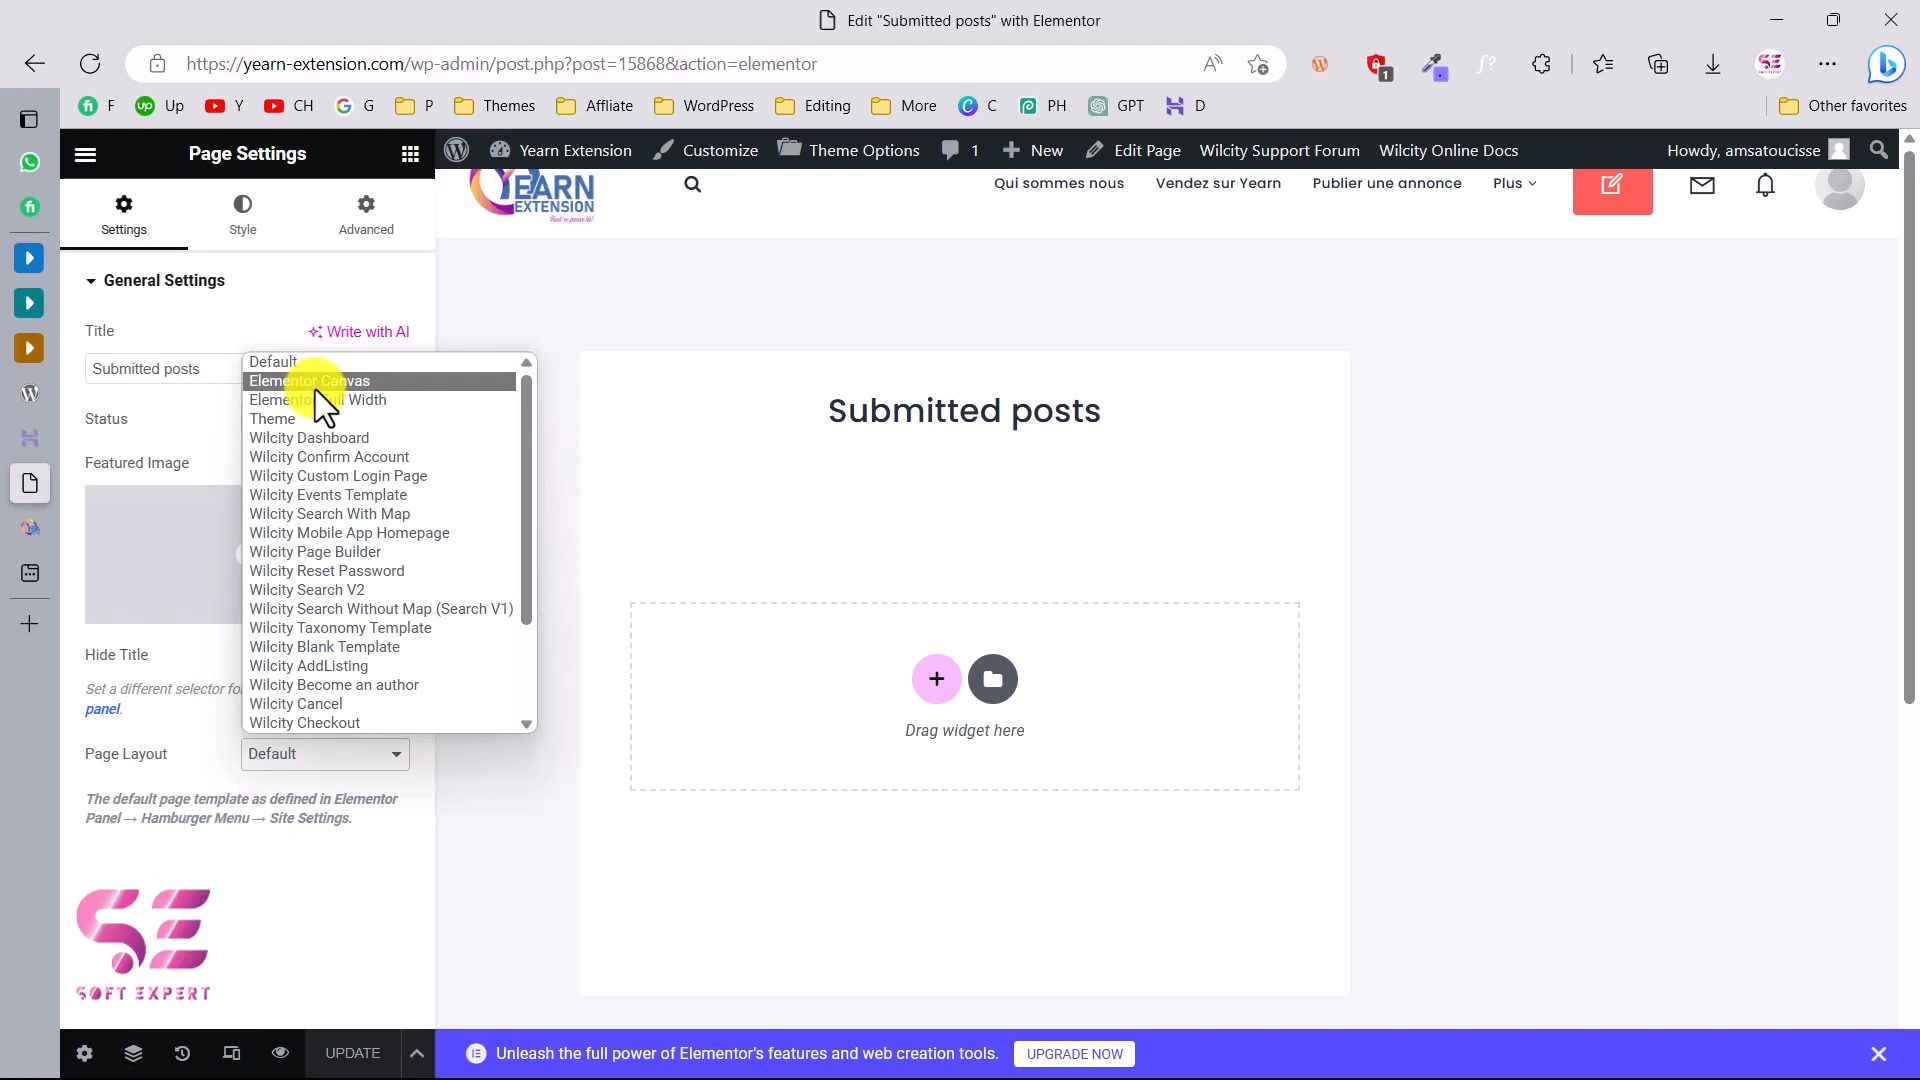 Edit "Submitted posts" with Elementor
https://yearn-extension.com/wp-admin/post.php?post=15868&action=elementor
F Up Y CH G P Themes Affliate WordPress Editing More C PH GPT D Other favorites
Page Settings
Yearn Extension Customize Theme Options 1 New Edit Page Wilcity Support Forum Wilcity Online Docs Howdy, amsatoucisse
YEARN
EXTENSION
Tout se passe là!
Qui sommes nous Vendez sur Yearn Publier une annonce Plus
Settings Style Advanced
General Settings
Title Write with AI
Submitted posts
Status
Featured Image
Hide Title
Set a different selector fo
panel.
Default
Elementor Canvas
Elementor Full Width
Theme
Wilcity Dashboard
Wilcity Confirm Account
Wilcity Custom Login Page
Wilcity Events Template
Wilcity Search With Map
Wilcity Mobile App Homepage
Wilcity Page Builder
Wilcity Reset Password
Wilcity Search V2
Wilcity Search Without Map (Search V1)
Wilcity Taxonomy Template
Wilcity Blank Template
Wilcity AddListing
Wilcity Become an author
Wilcity Cancel
Wilcity Checkout
Page Layout Default
The default page template as defined in Elementor
Panel → Hamburger Menu → Site Settings.
Submitted posts
Drag widget here
SE
SOFT EXPERT
UPDATE
Unleash the full power of Elementor's features and web creation tools. UPGRADE NOW